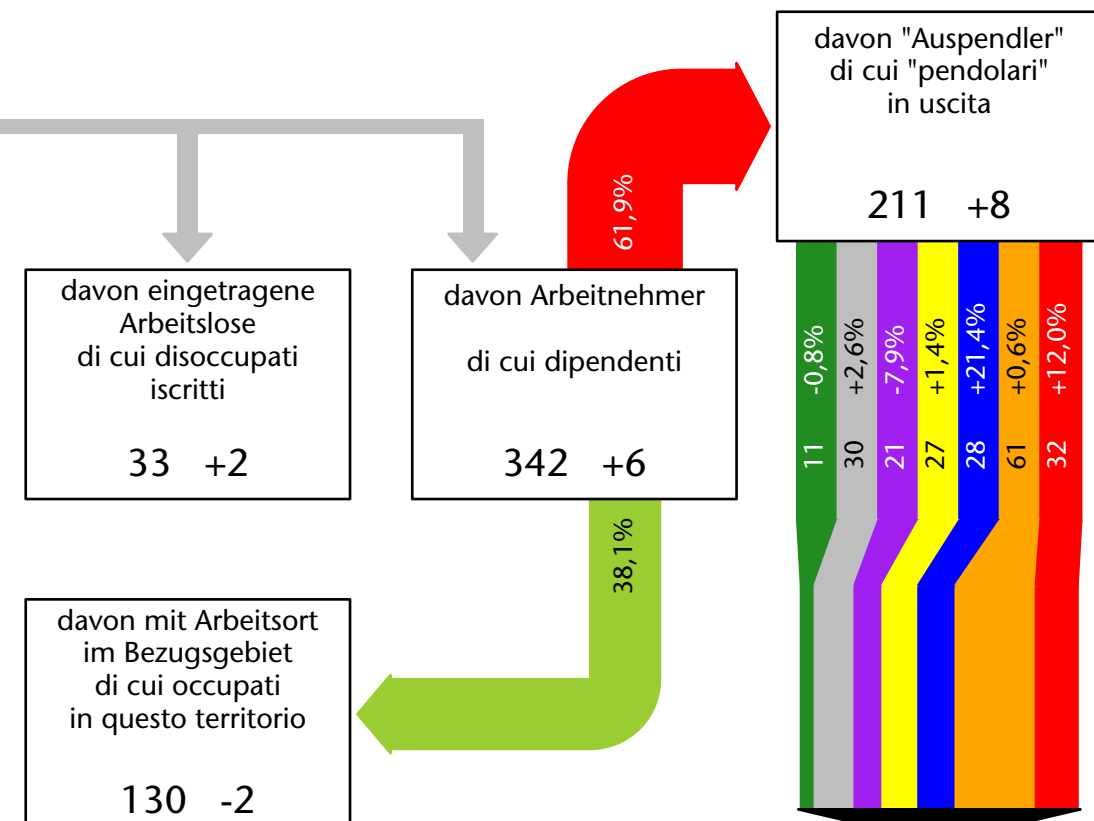 davon "Auspendler"
di cui "pendolari"
in uscita
211 +8
61,9%
davon eingetragene
Arbeitslose
di cui disoccupati
iscritti
33 +2
davon Arbeitnehmer
di cui dipendenti
342 +6
11 -0,8%
30 +2,6%
21 -7,9%
27 +1,4%
28 +21,4%
61 +0,6%
32 +12,0%
38,1%
davon mit Arbeitsort
im Bezugsgebiet
di cui occupati
in questo territorio
130 -2